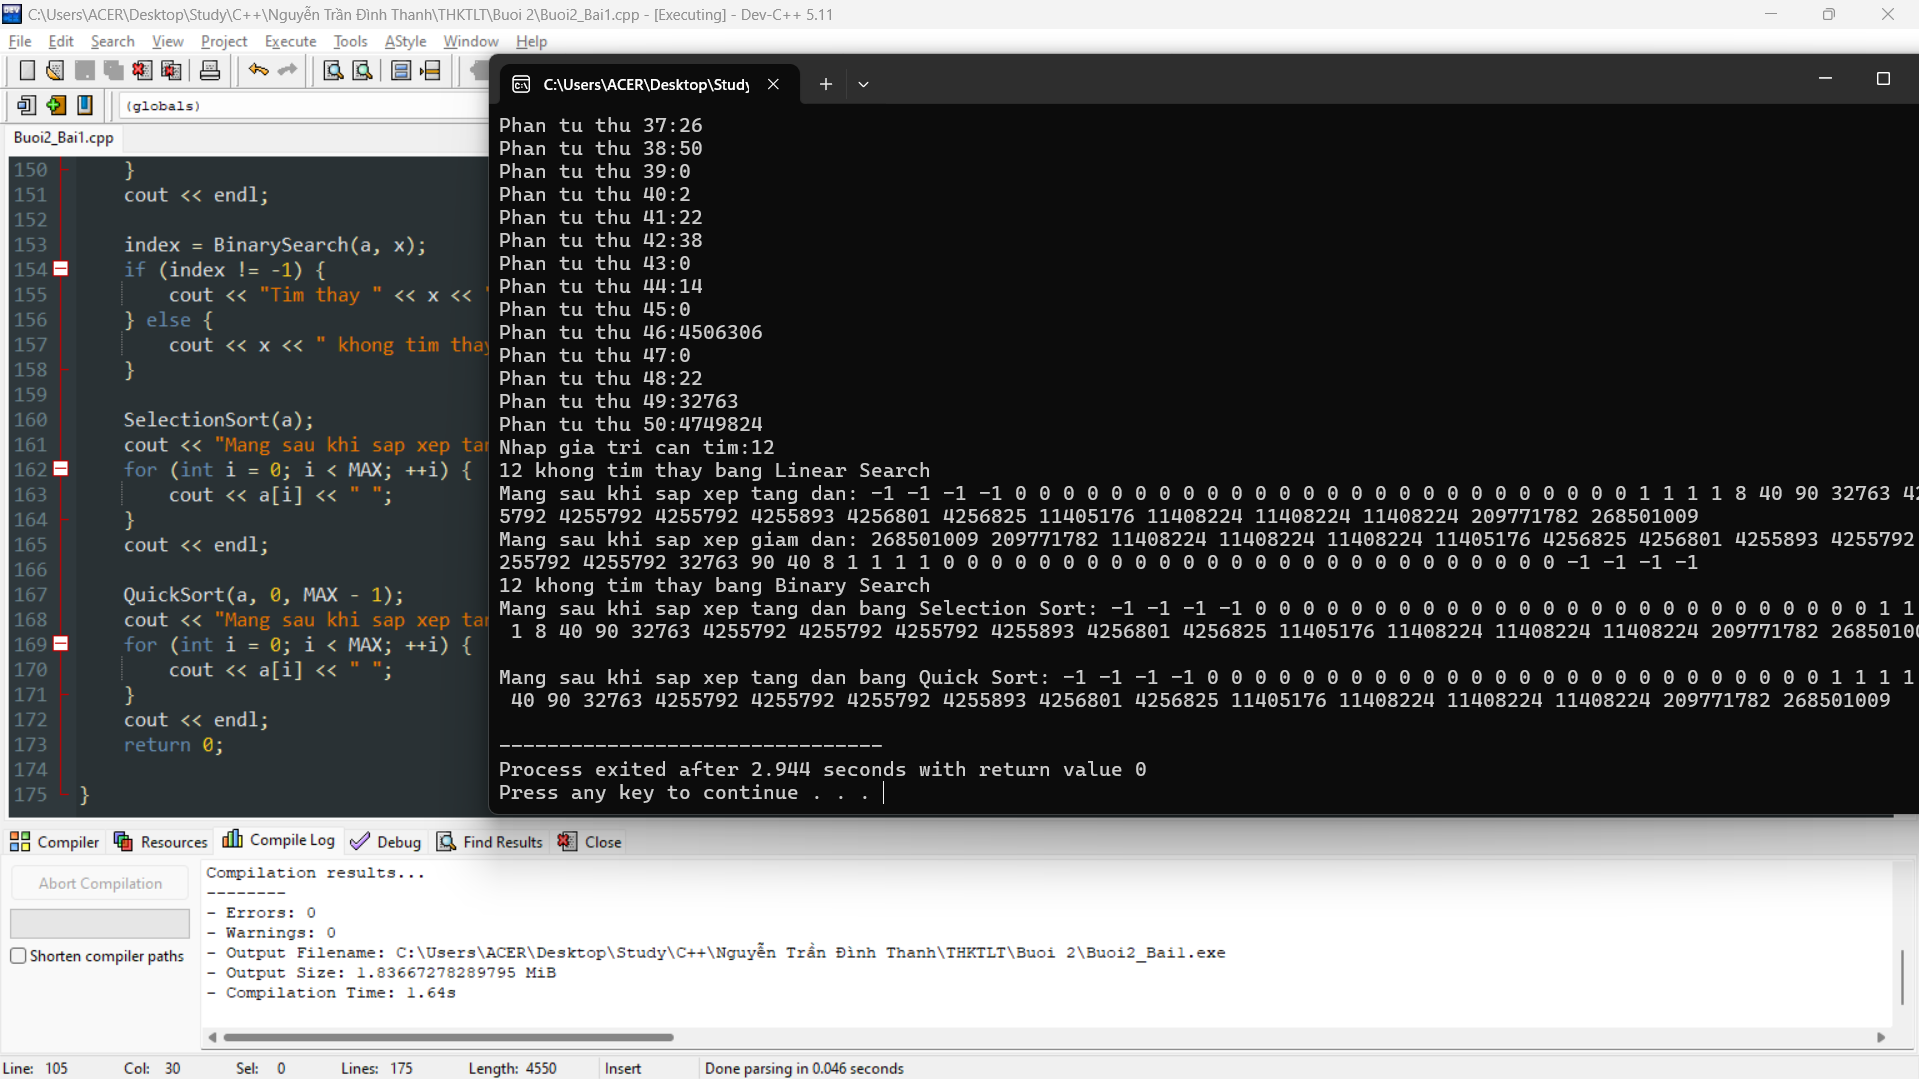 C:\Users\ACER\Desktop\Study\C++\Nguyễn Trần Đình Thanh\THKTLT\Buoi 2\Buoi2_Bai1.cpp - [Executing] - Dev-C++ 5.11
File Edit Search View Project Execute Tools AStyle Window Help
(globals)
Buoi2_Bai1.cpp
150 }
151 cout << endl;
152
153 index = BinarySearch(a, x);
154 if (index != -1) {
155 cout << "Tim thay " << x << "
156 } else {
157 cout << x << " khong tim thay
158 }
159
160 SelectionSort(a);
161 cout << "Mang sau khi sap xep tan
162 for (int i = 0; i < MAX; ++i) {
163 cout << a[i] << " ";
164 }
165 cout << endl;
166
167 QuickSort(a, 0, MAX - 1);
168 cout << "Mang sau khi sap xep tan
169 for (int i = 0; i < MAX; ++i) {
170 cout << a[i] << " ";
171 }
172 cout << endl;
173 return 0;
174
175 }
C:\Users\ACER\Desktop\Study
Phan tu thu 37:26
Phan tu thu 38:50
Phan tu thu 39:0
Phan tu thu 40:2
Phan tu thu 41:22
Phan tu thu 42:38
Phan tu thu 43:0
Phan tu thu 44:14
Phan tu thu 45:0
Phan tu thu 46:4506306
Phan tu thu 47:0
Phan tu thu 48:22
Phan tu thu 49:32763
Phan tu thu 50:4749824
Nhap gia tri can tim:12
12 khong tim thay bang Linear Search
Mang sau khi sap xep tang dan: -1 -1 -1 -1 0 0 0 0 0 0 0 0 0 0 0 0 0 0 0 0 0 0 0 0 0 0 0 0 0 0 1 1 1 1 8 40 90 32763 42
5792 4255792 4255792 4255893 4256801 4256825 11405176 11408224 11408224 11408224 209771782 268501009
Mang sau khi sap xep giam dan: 268501009 209771782 11408224 11408224 11408224 11405176 4256825 4256801 4255893 4255792
255792 4255792 32763 90 40 8 1 1 1 1 0 0 0 0 0 0 0 0 0 0 0 0 0 0 0 0 0 0 0 0 0 0 0 0 0 0 -1 -1 -1 -1
12 khong tim thay bang Binary Search
Mang sau khi sap xep tang dan bang Selection Sort: -1 -1 -1 -1 0 0 0 0 0 0 0 0 0 0 0 0 0 0 0 0 0 0 0 0 0 0 0 0 0 0 1 1
1 8 40 90 32763 4255792 4255792 4255792 4255893 4256801 4256825 11405176 11408224 11408224 11408224 209771782 26850100
Mang sau khi sap xep tang dan bang Quick Sort: -1 -1 -1 -1 0 0 0 0 0 0 0 0 0 0 0 0 0 0 0 0 0 0 0 0 0 0 0 0 0 0 1 1 1 1
40 90 32763 4255792 4255792 4255792 4255893 4256801 4256825 11405176 11408224 11408224 11408224 209771782 268501009
--------------------------------
Process exited after 2.944 seconds with return value 0
Press any key to continue . . .
Compiler Resources Compile Log Debug Find Results Close
Abort Compilation
Shorten compiler paths
Compilation results...
--------
- Errors: 0
- Warnings: 0
- Output Filename: C:\Users\ACER\Desktop\Study\C++\Nguyễn Trần Đình Thanh\THKTLT\Buoi 2\Buoi2_Bai1.exe
- Output Size: 1.83667278289795 MiB
- Compilation Time: 1.64s
Line: 105 Col: 30 Sel: 0 Lines: 175 Length: 4550 Insert Done parsing in 0.046 seconds